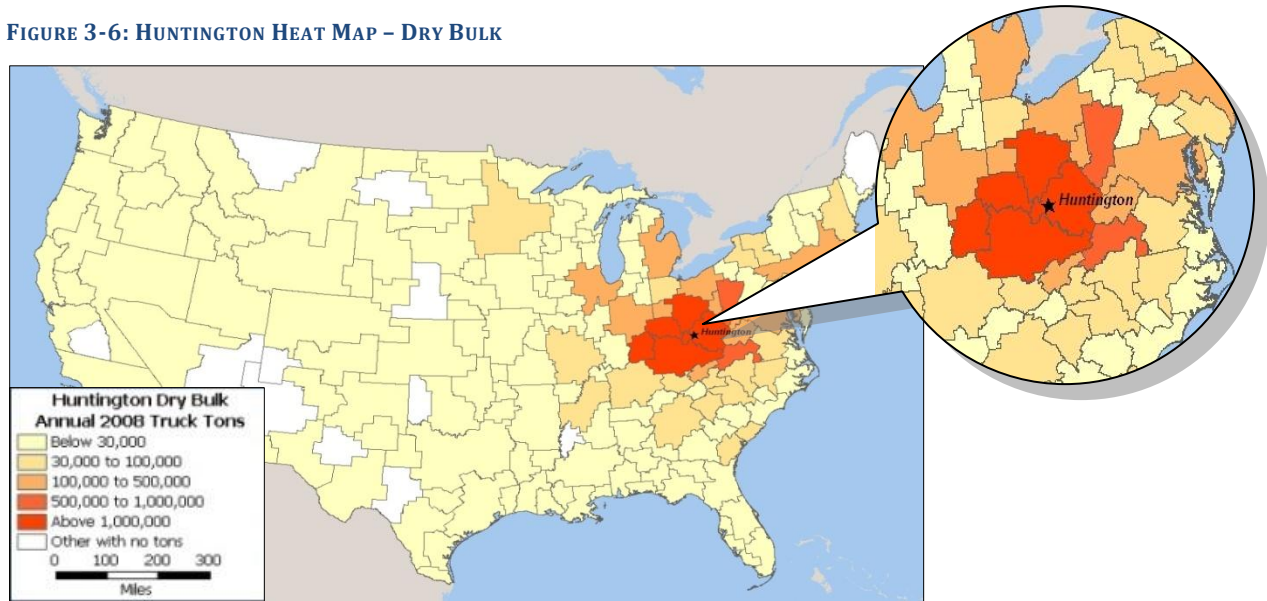 FIGURE 3-6: HUNTINGTON HEAT MAP – DRY BULK
Huntington
Huntington
Huntington Dry Bulk
Annual 2008 Truck Tons
Below 30,000
30,000 to 100,000
100,000 to 500,000
500,000 to 1,000,000
Above 1,000,000
Other with no tons
0 100 200 300
Miles